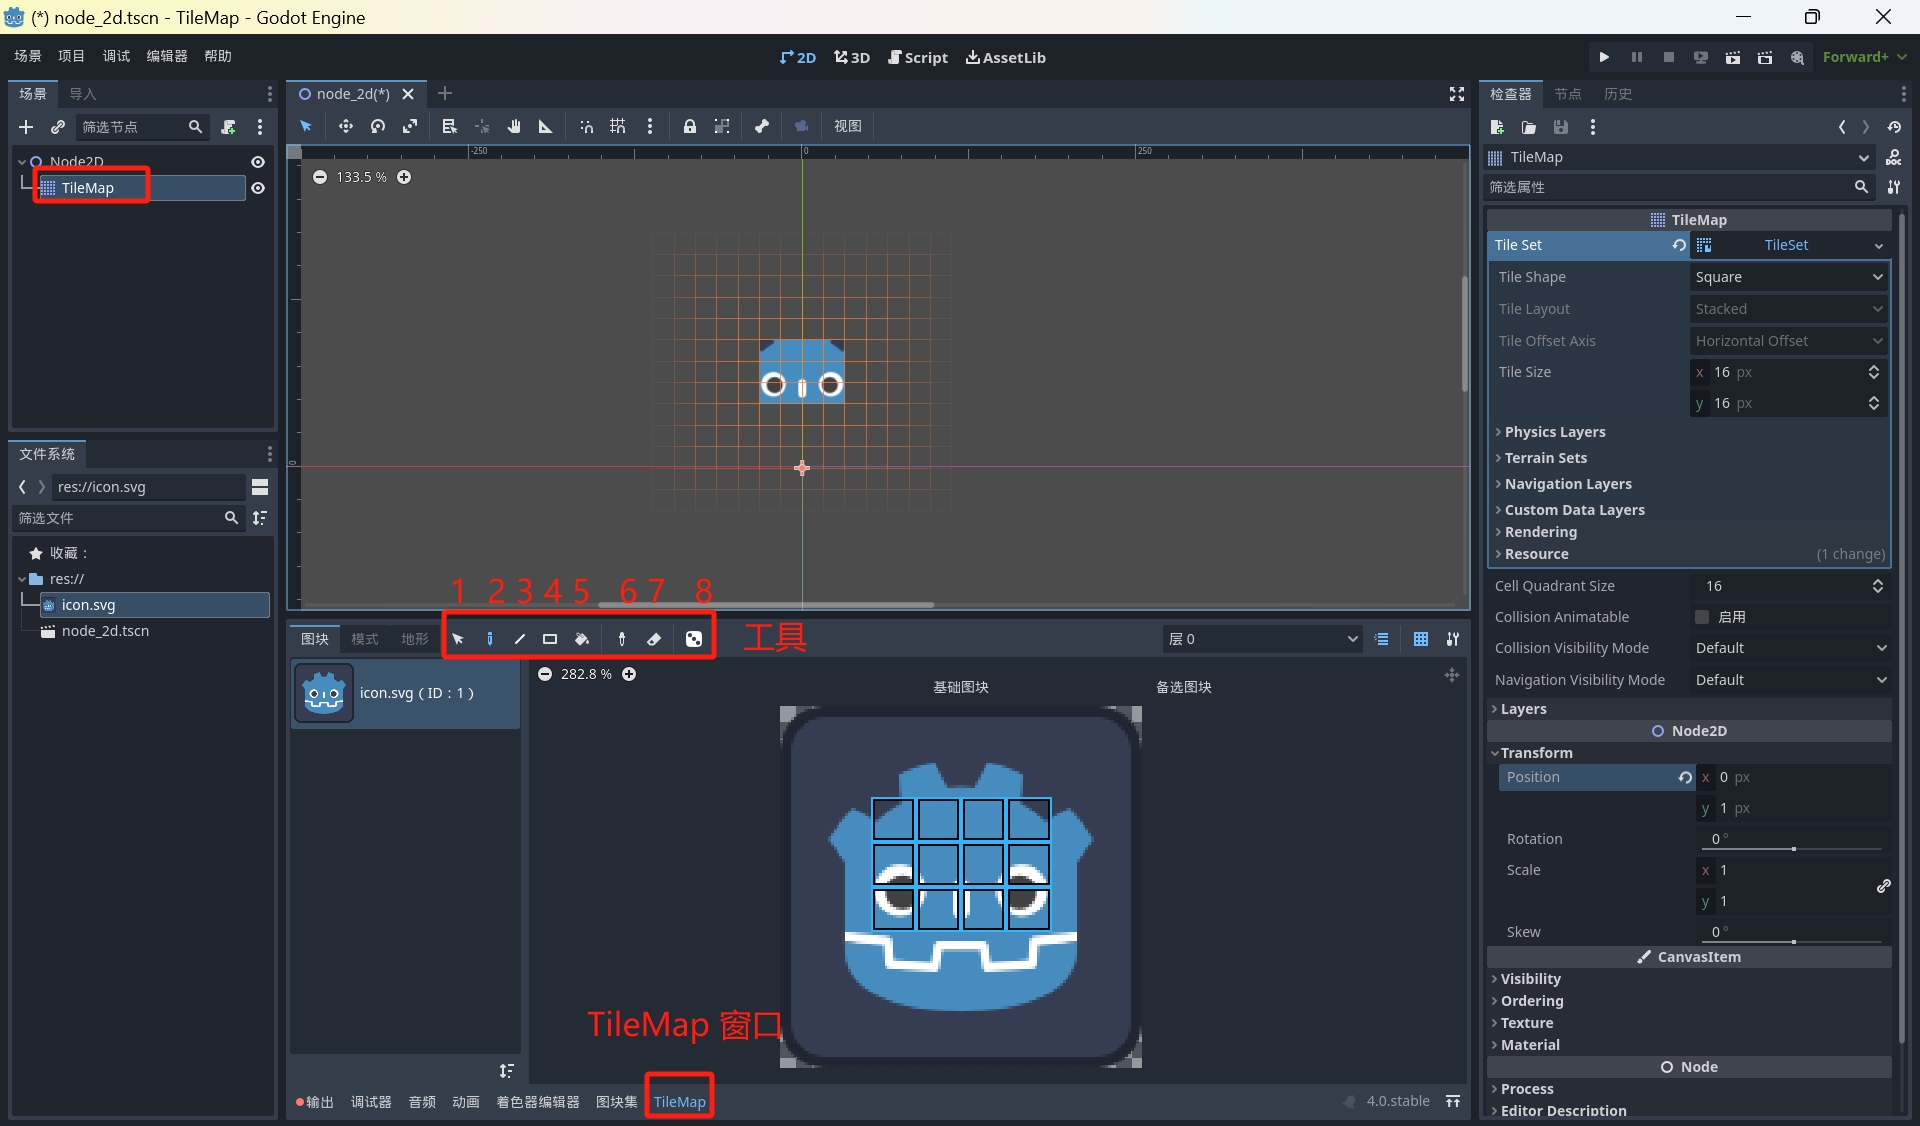 (*) node_2d.tscn - TileMap - Godot Engine
场景 项目 调试 编辑器 帮助
2D 3D Script AssetLib
Forward+
场景 导入
筛选节点
Node2D
TileMap
文件系统
res://icon.svg
筛选文件
收藏：
res://
icon.svg
node_2d.tscn
node_2d(*)
视图
-250 0 250
0
133.5 %
1 2 3 4 5 6 7 8
图块 模式 地形
工具
层 0
icon.svg（ID：1）
282.8 %
基础图块 备选图块
TileMap 窗口
输出 调试器 音频 动画 着色器编辑器 图块集 TileMap
4.0.stable
检查器 节点 历史
TileMap
DOC
筛选属性
TileMap
Tile Set TileSet
Tile Shape Square
Tile Layout Stacked
Tile Offset Axis Horizontal Offset
Tile Size x 16 px
y 16 px
Physics Layers
Terrain Sets
Navigation Layers
Custom Data Layers
Rendering
Resource (1 change)
Cell Quadrant Size 16
Collision Animatable 启用
Collision Visibility Mode Default
Navigation Visibility Mode Default
Layers
Node2D
Transform
Position x 0 px
y 1 px
Rotation 0 °
Scale x 1
y 1
Skew 0 °
CanvasItem
Visibility
Ordering
Texture
Material
Node
Process
Editor Description